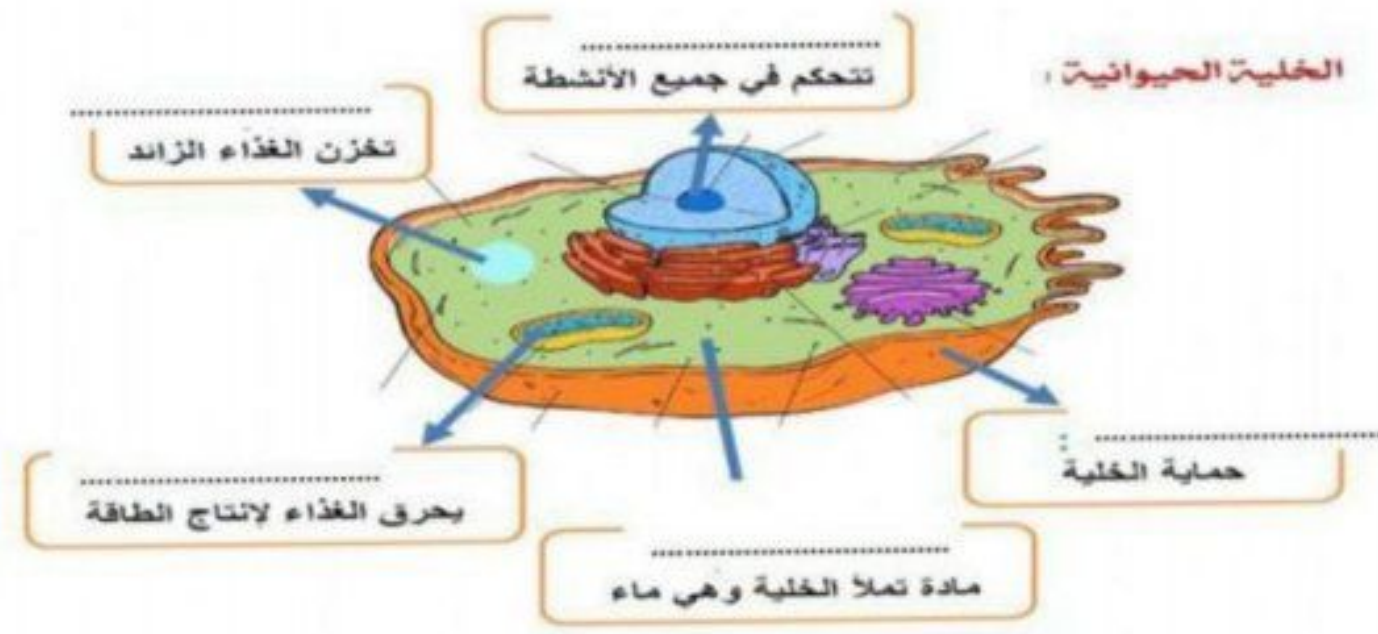 الخلية الحيوانية :
....................
تتحكم في جميع الأنشطة
....................
تخزن الغذاء الزائد
.................... :
حماية الخلية
....................
يحرق الغذاء لانتاج الطاقة
....................
مادة تملأ الخلية وهي ماء